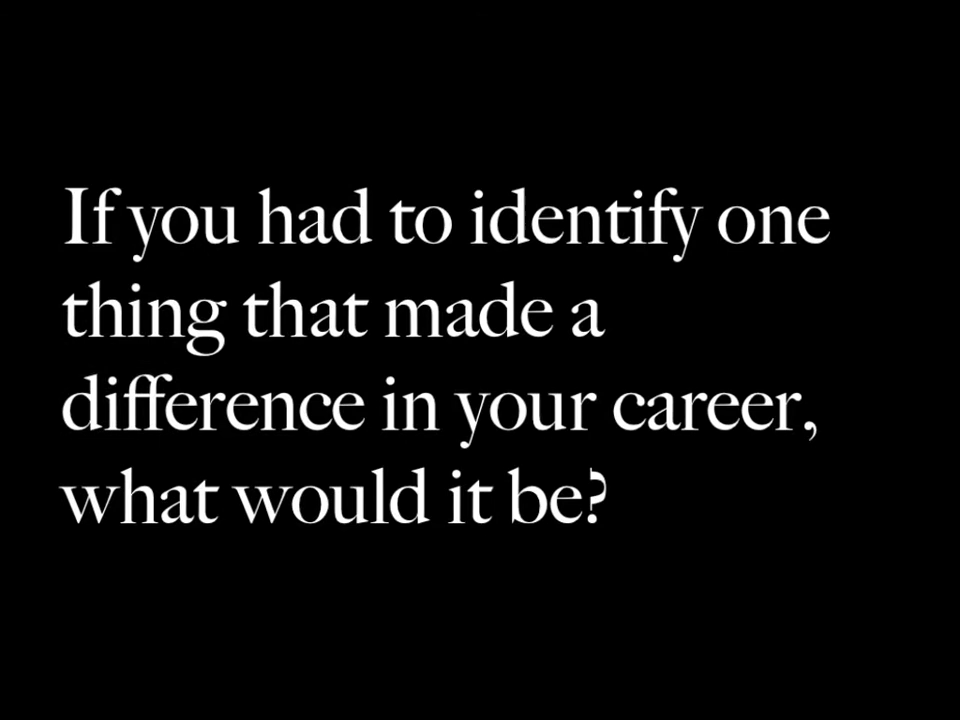 If you had to identify one
thing that made a
difference in your career,
what would it be?